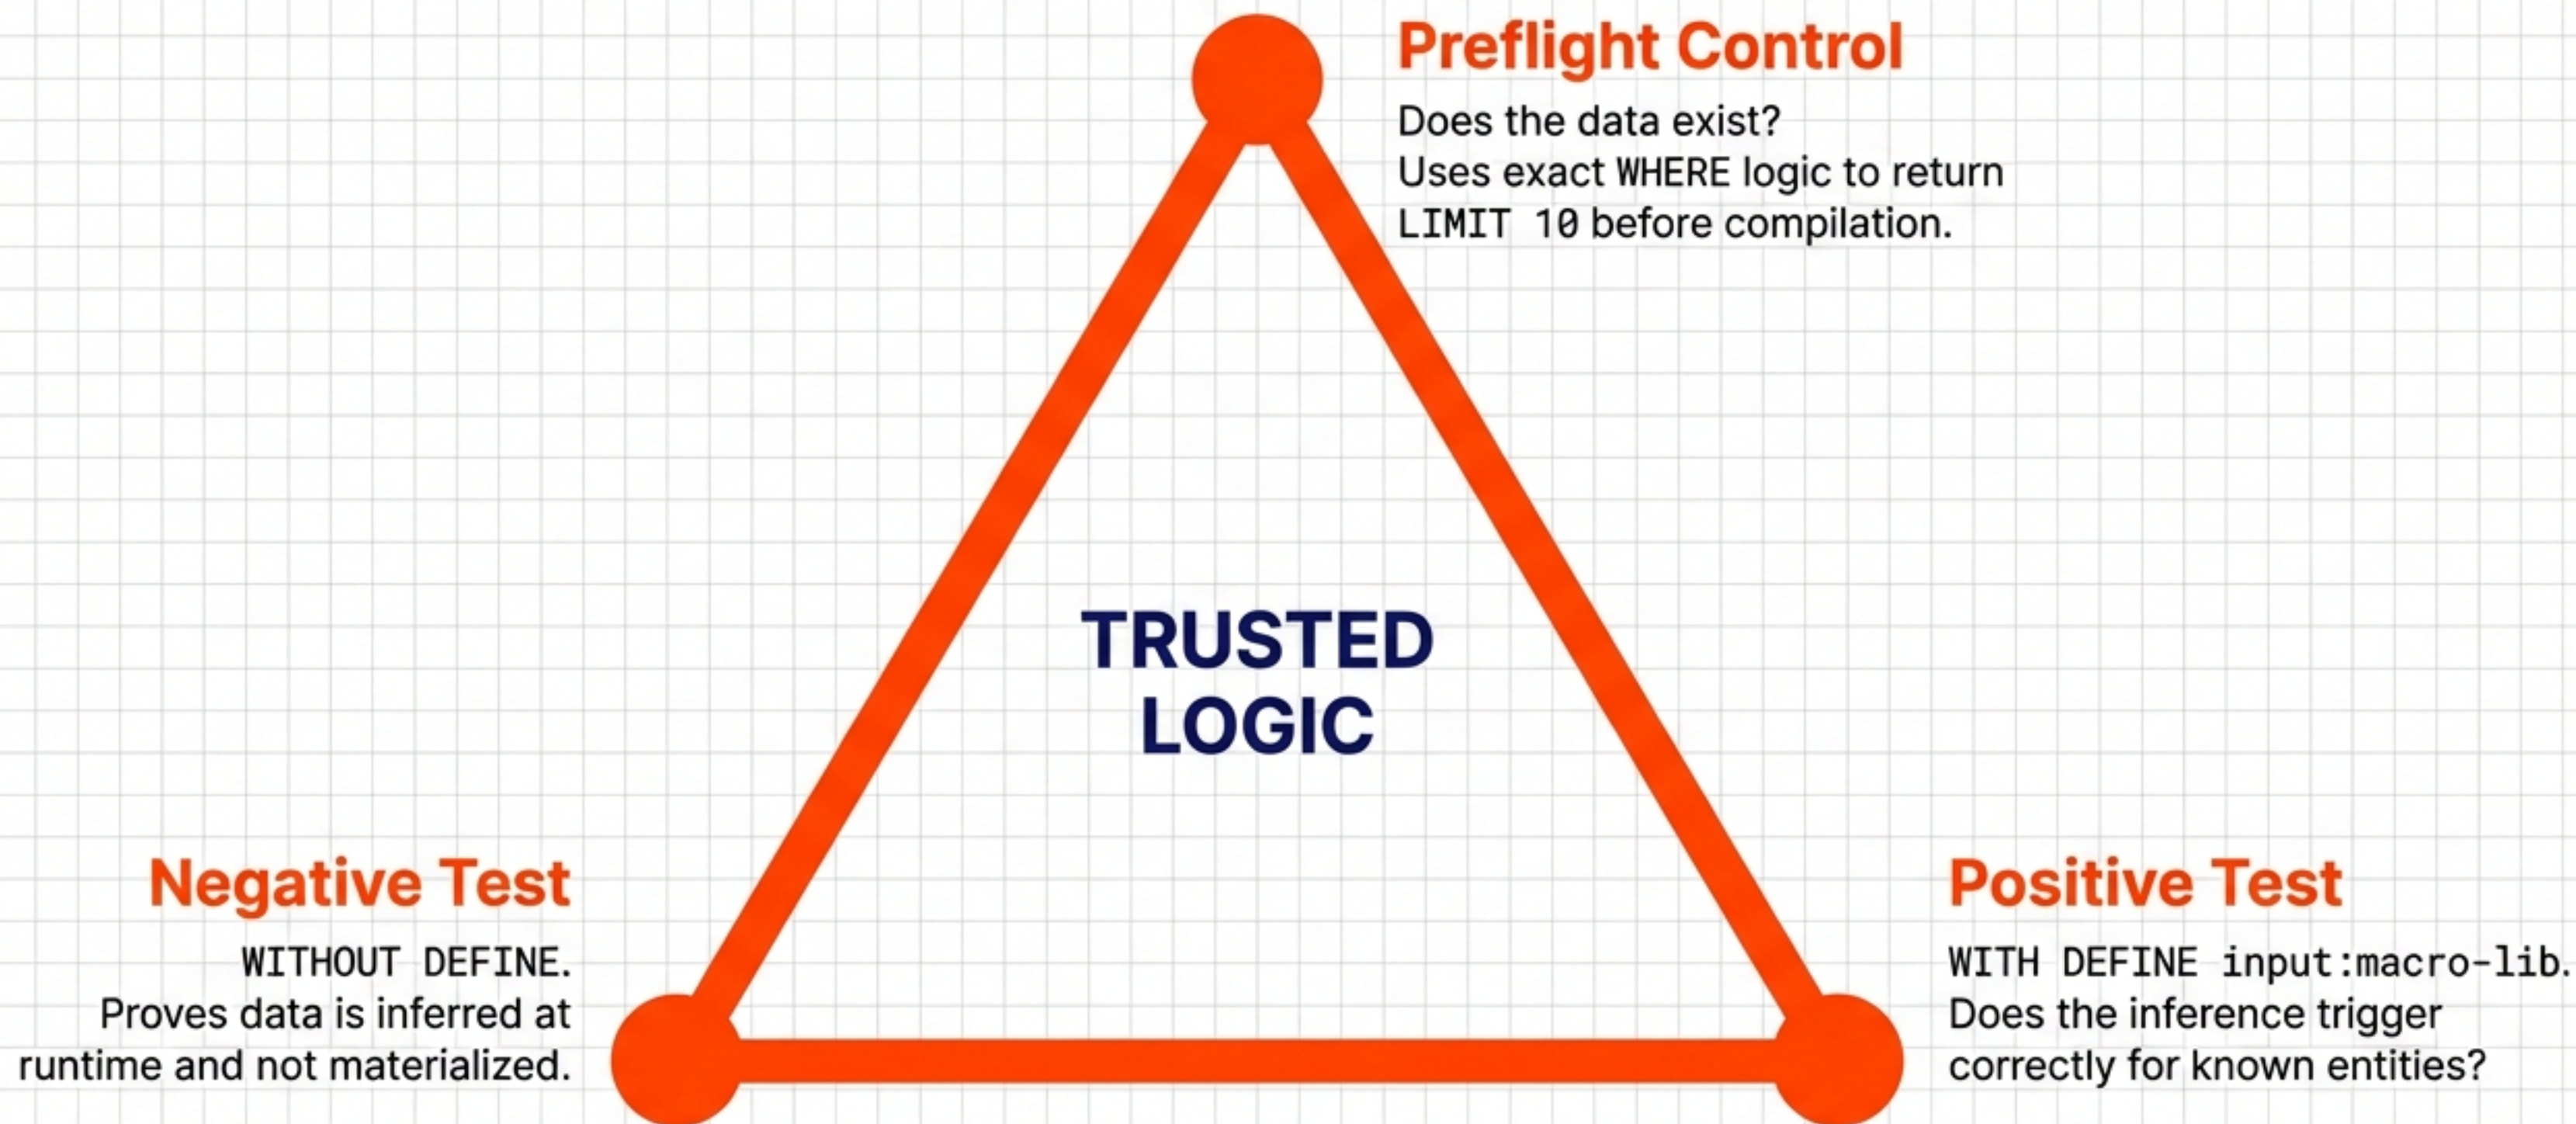 Preflight Control
Does the data exist?
Uses exact WHERE logic to return
LIMIT 10 before compilation.
TRUSTED
LOGIC
Negative Test
WITHOUT DEFINE.
Proves data is inferred at
runtime and not materialized.
Positive Test
WITH DEFINE input:macro-lib.
Does the inference trigger
correctly for known entities?